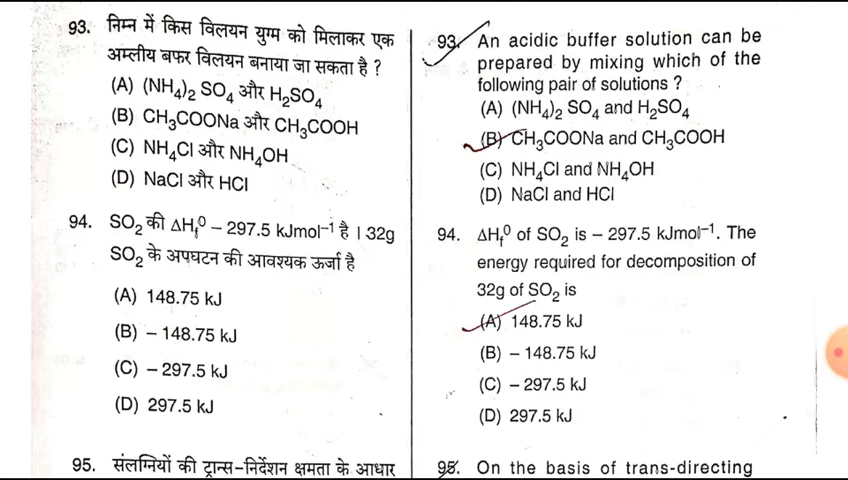 93. निम्न में किस विलयन युग्म को मिलाकर एक
अम्लीय बफर विलयन बनाया जा सकता है ?
(A) (NH₄)₂ SO₄ और H₂SO₄
(B) CH₃COONa और CH₃COOH
(C) NH₄Cl और NH₄OH
(D) NaCl और HCl
94. SO₂ की ΔHf⁰ – 297.5 kJmol⁻¹ है । 32g
SO₂ के अपघटन की आवश्यक ऊर्जा है
(A) 148.75 kJ
(B) – 148.75 kJ
(C) – 297.5 kJ
(D) 297.5 kJ
95. संलग्नियों की ट्रान्स-निर्देशन क्षमता के आधार
93. An acidic buffer solution can be
prepared by mixing which of the
following pair of solutions ?
(A) (NH₄)₂ SO₄ and H₂SO₄
(B) CH₃COONa and CH₃COOH
(C) NH₄Cl and NH₄OH
(D) NaCl and HCl
94. ΔHf⁰ of SO₂ is – 297.5 kJmol⁻¹. The
energy required for decomposition of
32g of SO₂ is
(A) 148.75 kJ
(B) – 148.75 kJ
(C) – 297.5 kJ
(D) 297.5 kJ
95. On the basis of trans-directing